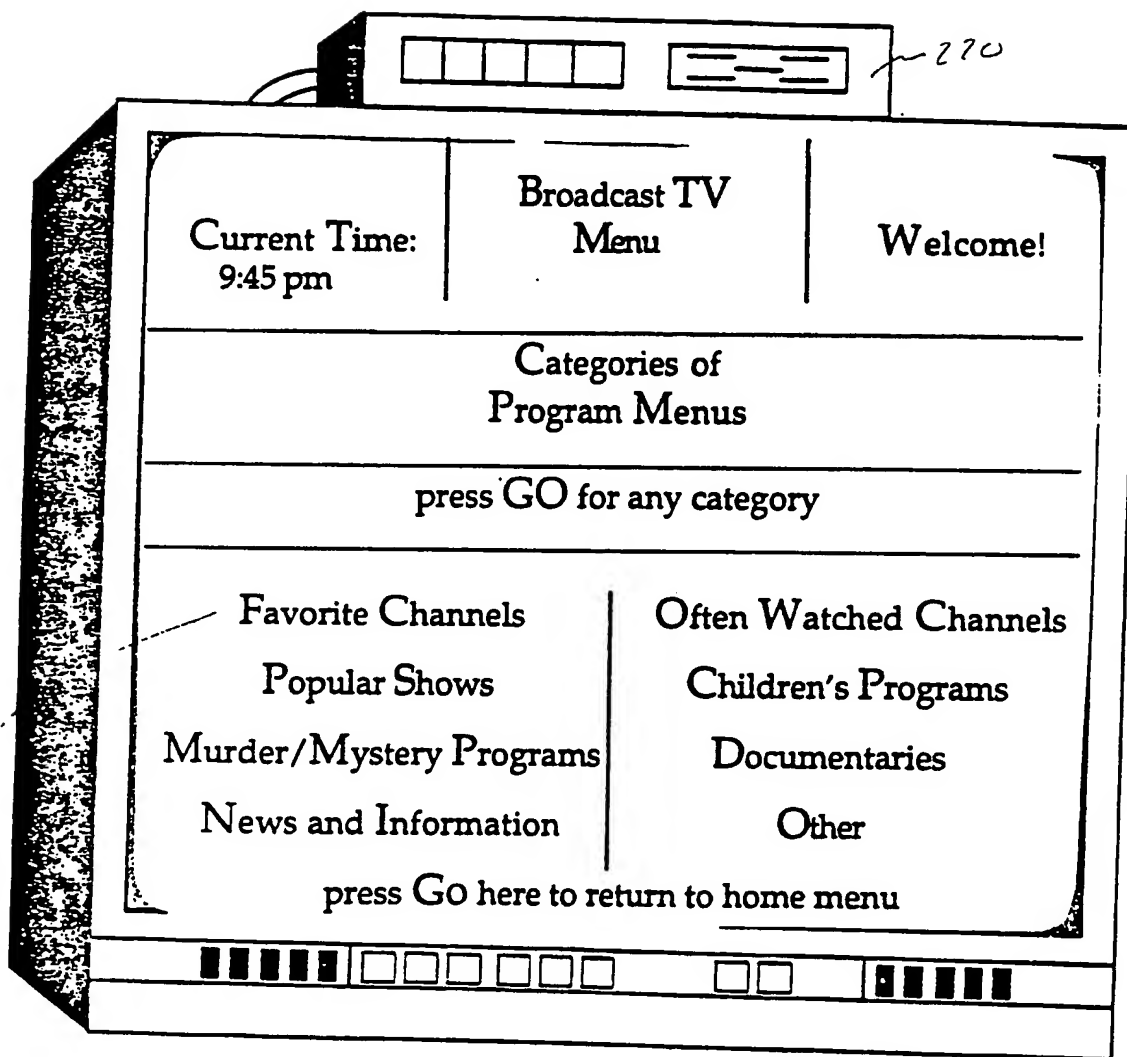 220
Broadcast TV
Menu
Current Time:
9:45 pm
Welcome!
Categories of
Program Menus
press GO for any category
Favorite Channels
Often Watched Channels
Popular Shows
Children's Programs
Murder/Mystery Programs
Documentaries
News and Information
Other
press GO here to return to home menu